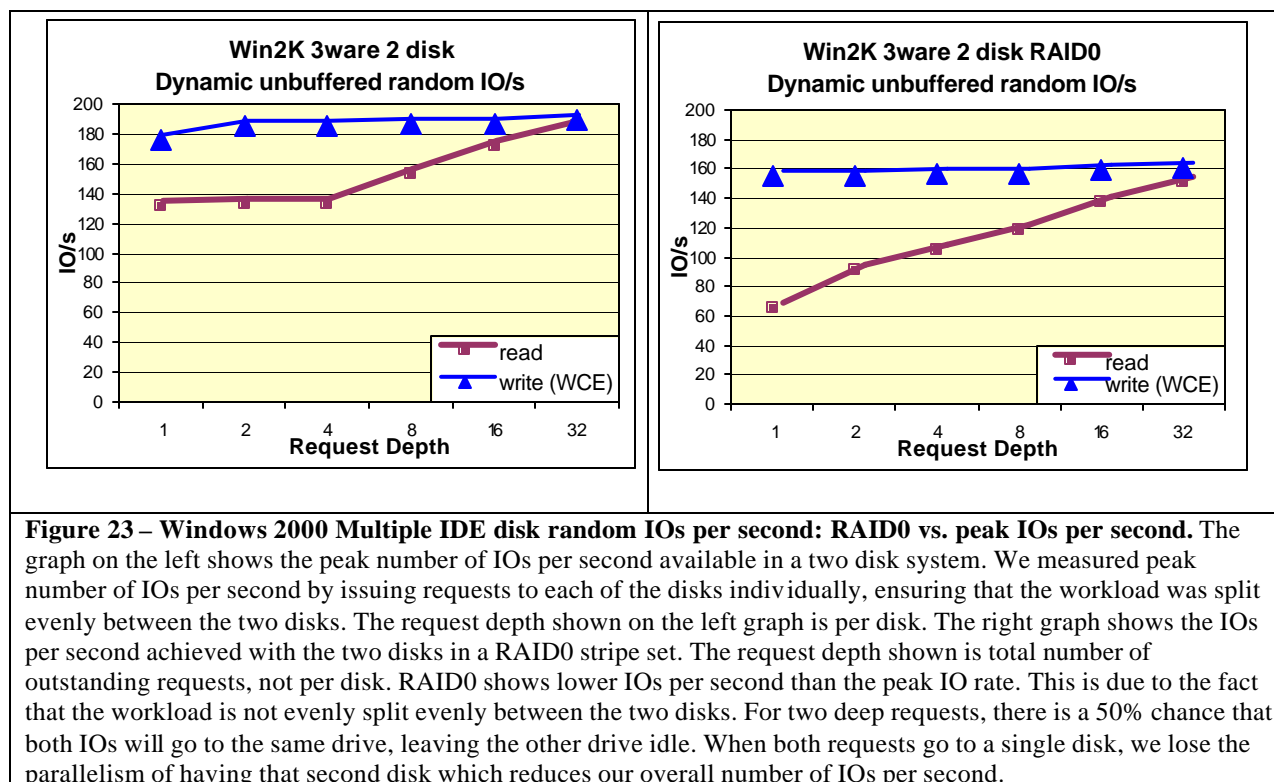 Win2K 3ware 2 disk
Dynamic unbuffered random IO/s
200
180
160
140
120
100
80
60
40
20
0
IO/s
read
write (WCE)
1 2 4 8 16 32
Request Depth
Win2K 3ware 2 disk RAID0
Dynamic unbuffered random IO/s
200
180
160
140
120
100
80
60
40
20
0
IO/s
read
write (WCE)
1 2 4 8 16 32
Request Depth
Figure 23 – Windows 2000 Multiple IDE disk random IOs per second: RAID0 vs. peak IOs per second. The
graph on the left shows the peak number of IOs per second available in a two disk system. We measured peak
number of IOs per second by issuing requests to each of the disks individually, ensuring that the workload was split
evenly between the two disks. The request depth shown on the left graph is per disk. The right graph shows the IOs
per second achieved with the two disks in a RAID0 stripe set. The request depth shown is total number of
outstanding requests, not per disk. RAID0 shows lower IOs per second than the peak IO rate. This is due to the fact
that the workload is not evenly split evenly between the two disks. For two deep requests, there is a 50% chance that
both IOs will go to the same drive, leaving the other drive idle. When both requests go to a single disk, we lose the
parallelism of having that second disk which reduces our overall number of IOs per second.